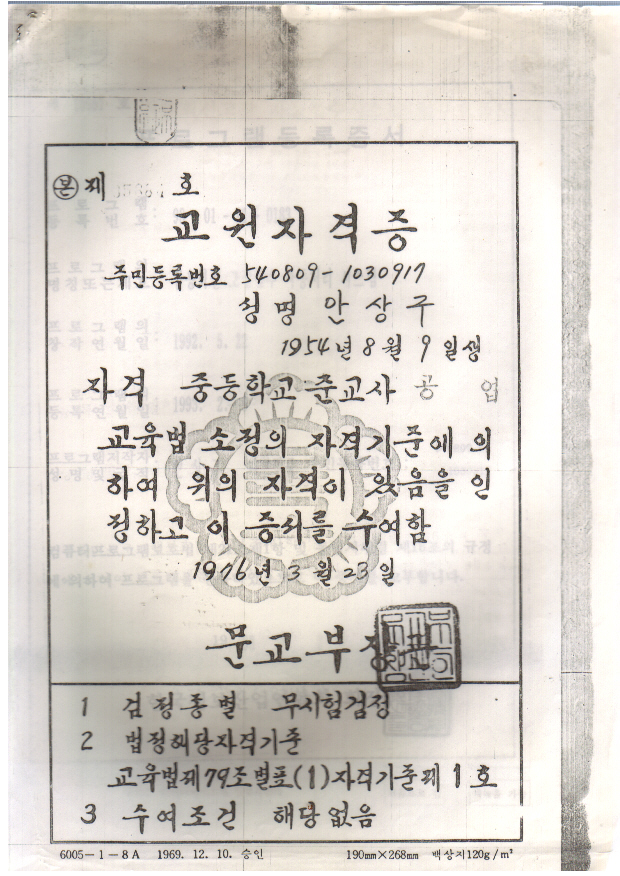 본 제 호
교원자격증
주민등록번호 540809-1030917
성명 안상구
1954년 8월 9일생
자격 중등학교 준교사 공업
교육법 소정의 자격기준에 의
하여 위의 자격이 있음을 인
정하고 이 증서를 수여함
1976년 3월 23일
문교부장관
1 검정종별 무시험검정
2 법정해당자격기준
교육법제79조별표(1)자격기준제1호
3 수여조건 해당없음
6005-1-8A 1969. 12. 10. 승인 190mm×268mm 백상지120g/m²